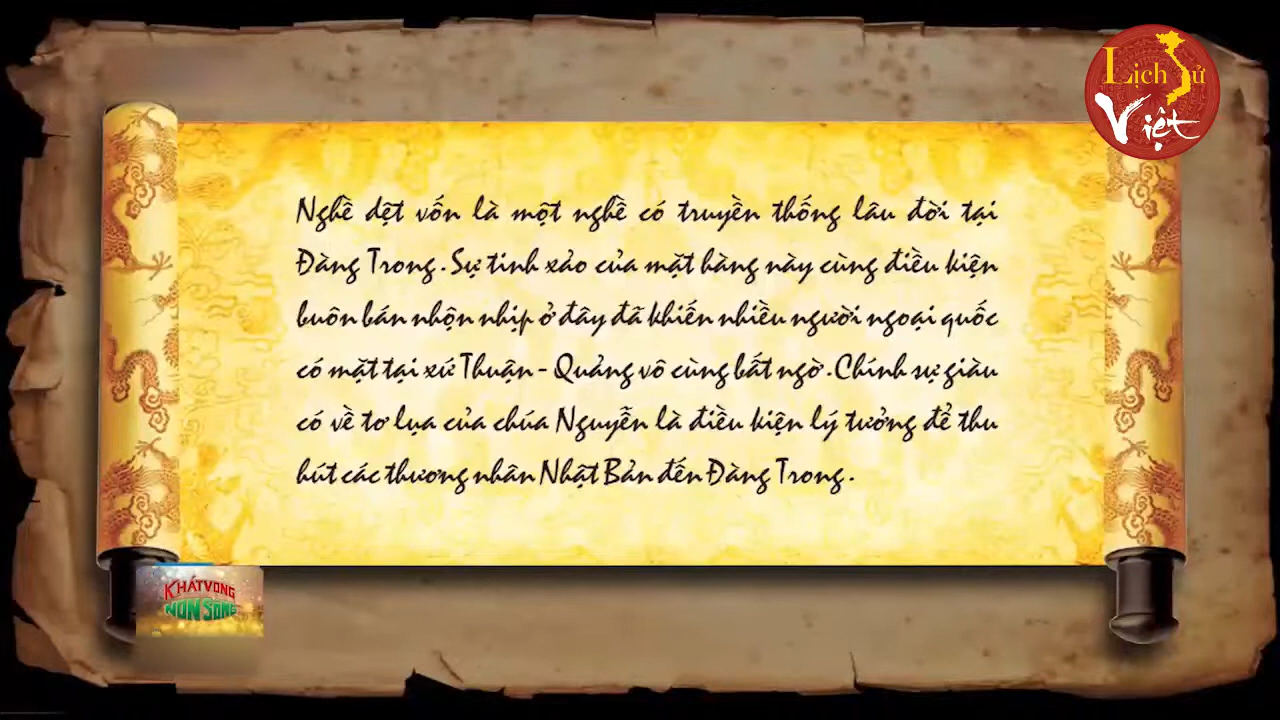 Lịch Sử
Việt
Nghề dệt vốn là một nghề có truyền thống lâu đời tại
Đàng Trong. Sự tinh xảo của mặt hàng này cùng điều kiện
buôn bán nhộn nhịp ở đây đã khiến nhiều người ngoại quốc
có mặt tại xứ Thuận - Quảng vô cùng bất ngờ. Chính sự giàu
có về tơ lụa của chúa Nguyễn là điều kiện lý tưởng để thu
hút các thương nhân Nhật Bản đến Đàng Trong.
KHÁT VỌNG
NON SÔNG